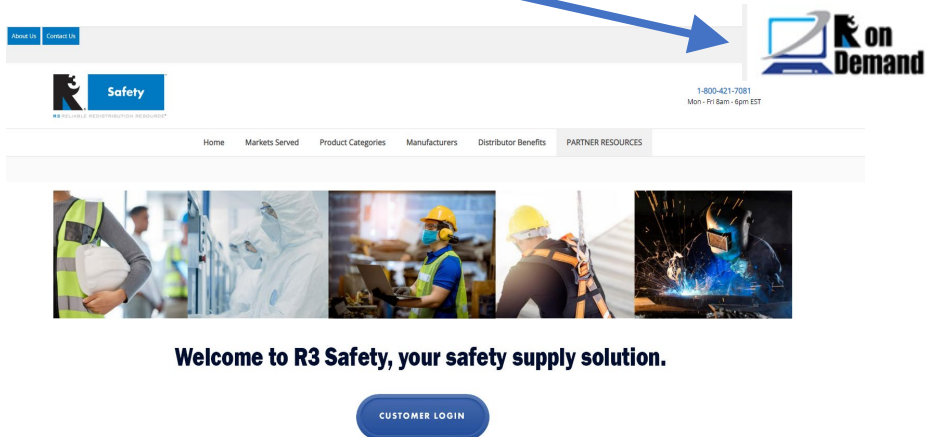 About Us Contact Us
R3 on
Demand
R3 Safety
R3 RELIABLE REDISTRIBUTION RESOURCE
1-800-421-7081
Mon - Fri 8am - 6pm EST
Home Markets Served Product Categories Manufacturers Distributor Benefits PARTNER RESOURCES
Welcome to R3 Safety, your safety supply solution.
CUSTOMER LOGIN